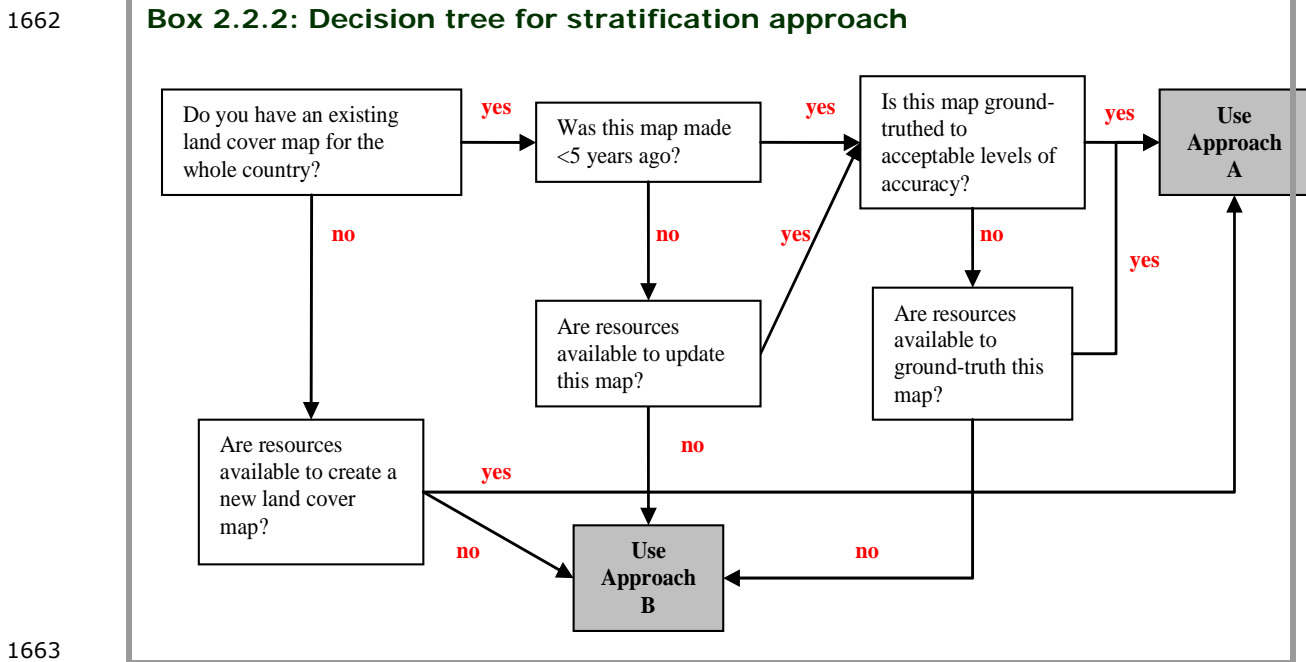 1662
Box 2.2.2: Decision tree for stratification approach
Do you have an existing
land cover map for the
whole country?
yes
Was this map made
<5 years ago?
yes
Is this map ground-
truthed to
acceptable levels of
accuracy?
yes
Use
Approach
A
no
no
yes
no
yes
Are resources
available to update
this map?
Are resources
available to
ground-truth this
map?
Are resources
available to create a
new land cover
map?
yes
no
no
Use
Approach
B
no
1663